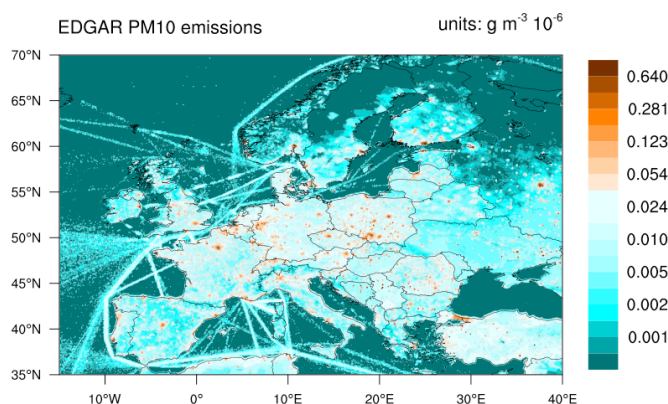 EDGAR PM10 emissions
units: g m⁻³ 10⁻⁶
70°N
65°N
60°N
55°N
50°N
45°N
40°N
35°N
10°W
0°
10°E
20°E
30°E
40°E
0.640
0.281
0.123
0.054
0.024
0.010
0.005
0.002
0.001